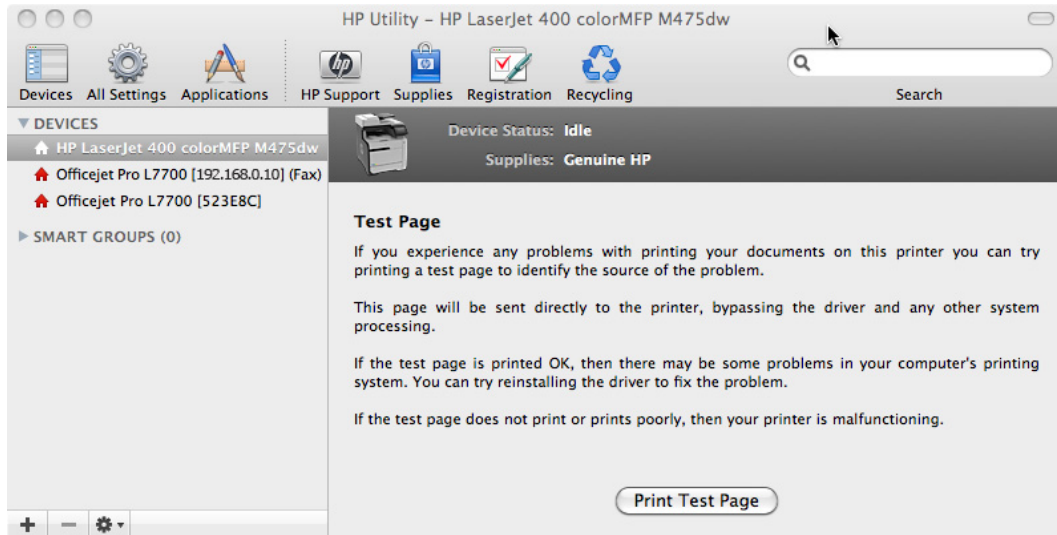 HP Utility – HP LaserJet 400 colorMFP M475dw
Devices All Settings Applications HP Support Supplies Registration Recycling Search
DEVICES
HP LaserJet 400 colorMFP M475dw
Officejet Pro L7700 [192.168.0.10] (Fax)
Officejet Pro L7700 [523E8C]
SMART GROUPS (0)
Device Status: Idle
Supplies: Genuine HP
Test Page
If you experience any problems with printing your documents on this printer you can try
printing a test page to identify the source of the problem.
This page will be sent directly to the printer, bypassing the driver and any other system
processing.
If the test page is printed OK, then there may be some problems in your computer's printing
system. You can try reinstalling the driver to fix the problem.
If the test page does not print or prints poorly, then your printer is malfunctioning.
Print Test Page